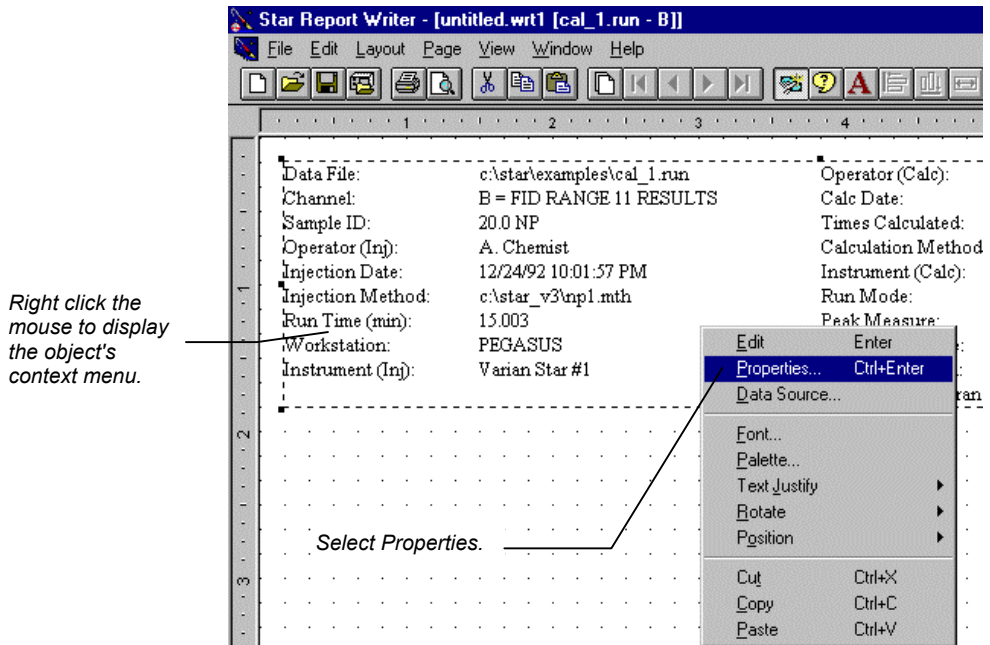 Star Report Writer - [untitled.wrt1 [cal_1.run - B]]
File Edit Layout Page View Window Help
1 2 3 4
Data File: c:\star\examples\cal_1.run Operator (Calc):
Channel: B = FID RANGE 11 RESULTS Calc Date:
Sample ID: 20.0 NP Times Calculated:
Operator (Inj): A. Chemist Calculation Method
Injection Date: 12/24/92 10:01:57 PM Instrument (Calc):
Injection Method: c:\star_v3\np1.mth Run Mode:
Run Time (min): 15.003 Peak Measure:
Workstation: PEGASUS
Instrument (Inj): Varian Star #1
1
2
3
Right click the
mouse to display
the object's
context menu.
Select Properties.
Edit Enter
Properties... Ctrl+Enter
Data Source...
Font...
Palette...
Text Justify
Rotate
Position
Cut Ctrl+X
Copy Ctrl+C
Paste Ctrl+V